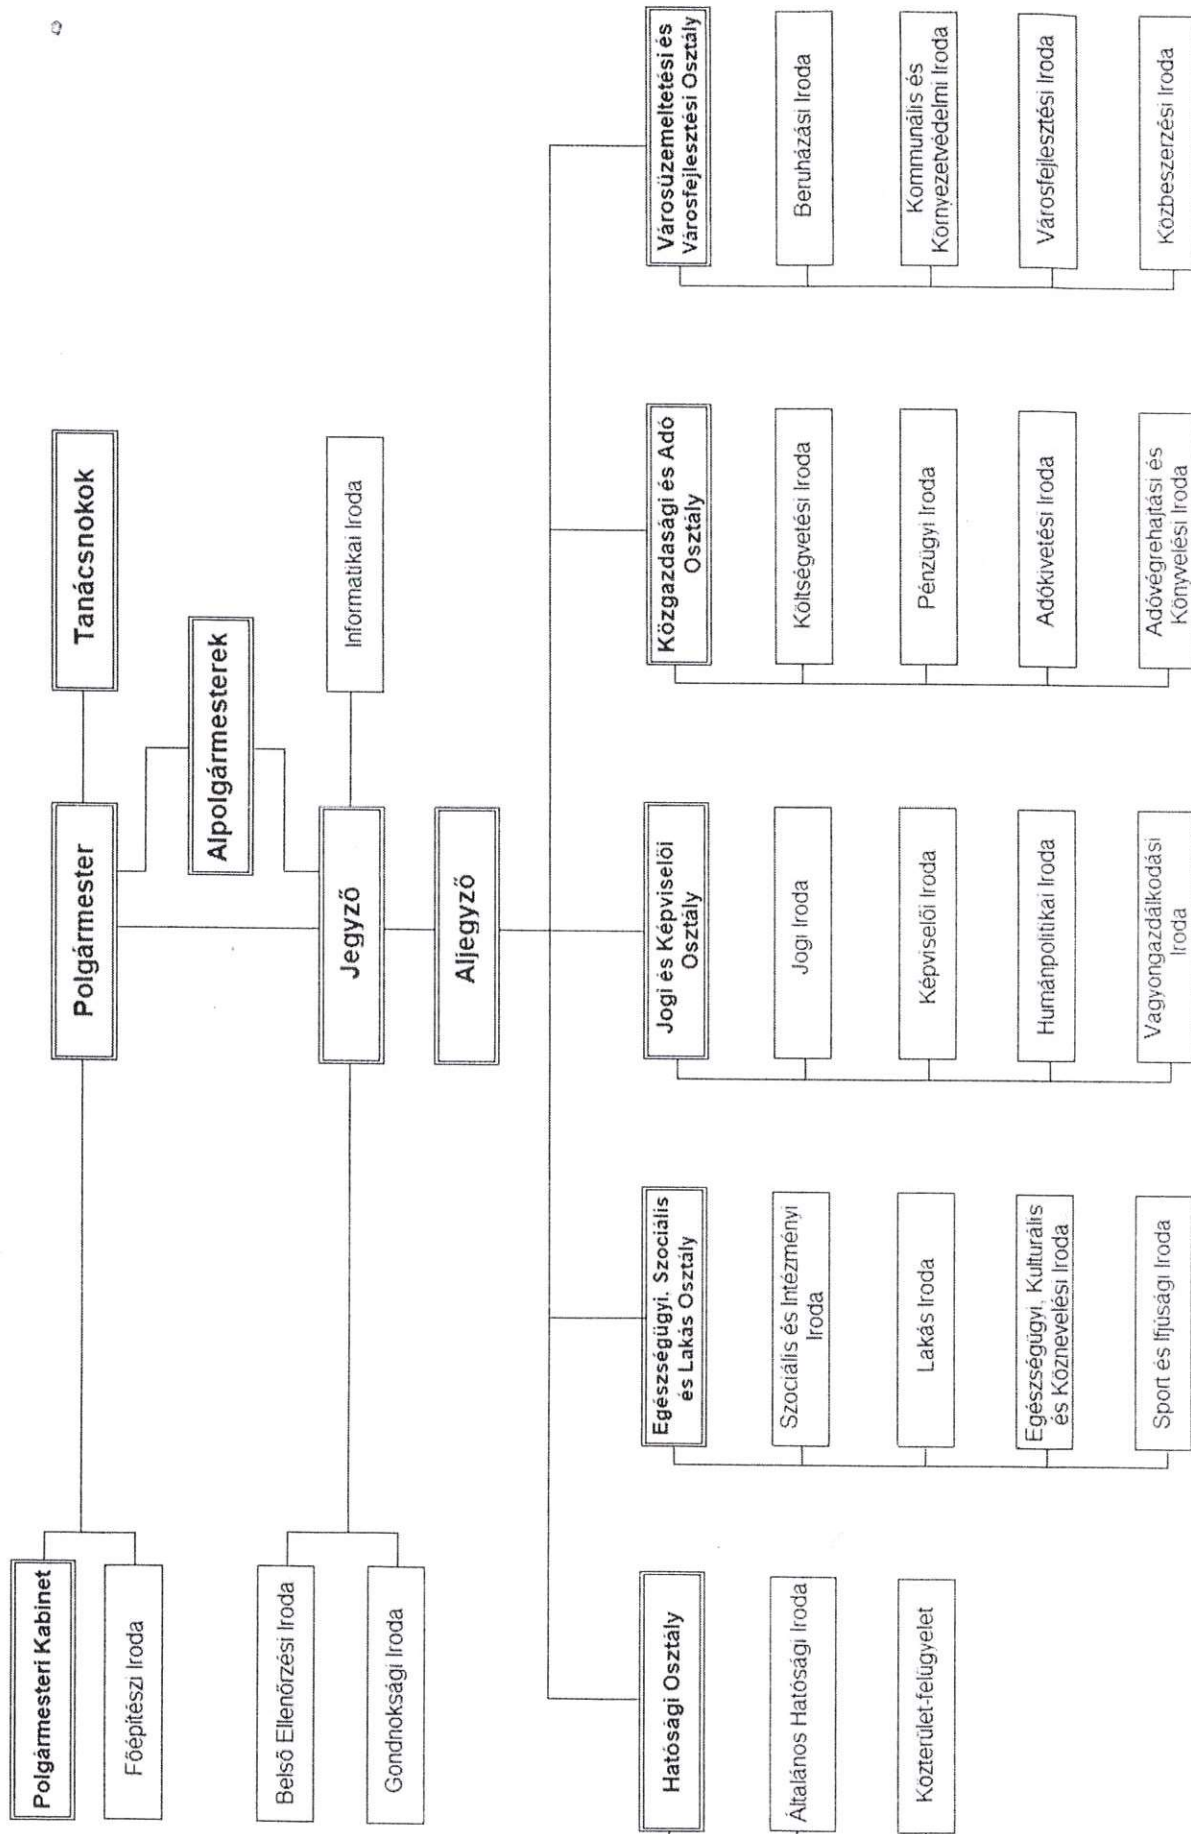 Polgármesteri Kabinet
Főépítészi Iroda
Polgármester
Tanácsnokok
Alpolgármesterek
Belső Ellenőrzési Iroda
Gondnoksági Iroda
Jegyző
Informatikai Iroda
Aljegyző
Hatósági Osztály
Általános Hatósági Iroda
Közterület-felügyelet
Egészségügyi, Szociális
és Lakás Osztály
Szociális és Intézményi
Iroda
Lakás Iroda
Egészségügyi, Kulturális
és Köznevelési Iroda
Sport és Ifjúsági Iroda
Jogi és Képviselői
Osztály
Jogi Iroda
Képviselői Iroda
Humánpolitikai Iroda
Vagyongazdálkodási
Iroda
Közgazdasági és Adó
Osztály
Költségvetési Iroda
Pénzügyi Iroda
Adókivetési Iroda
Adóvégrehajtási és
Könyvelési Iroda
Városüzemeltetési és
Városfejlesztési Osztály
Beruházási Iroda
Kommunális és
Környezetvédelmi Iroda
Városfejlesztési Iroda
Közbeszerzési Iroda